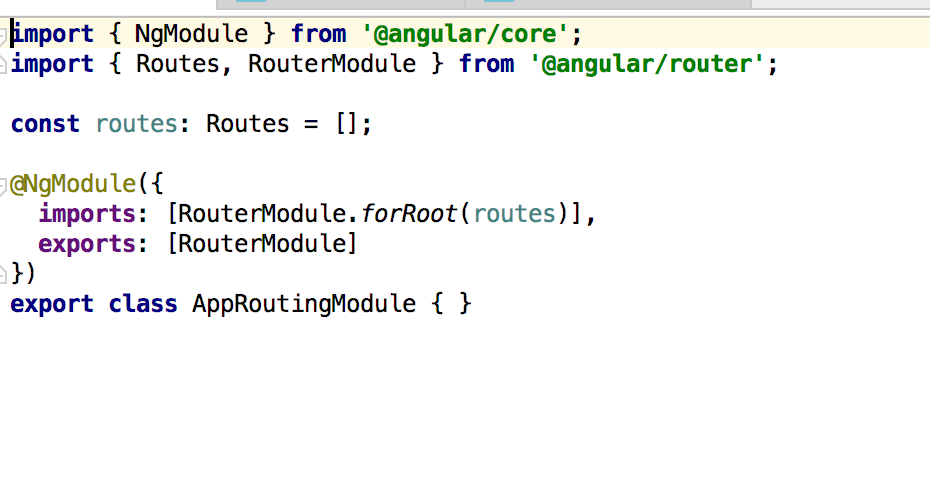 import { NgModule } from '@angular/core';
import { Routes, RouterModule } from '@angular/router';
const routes: Routes = [];
@NgModule({
imports: [RouterModule.forRoot(routes)],
exports: [RouterModule]
})
export class AppRoutingModule { }